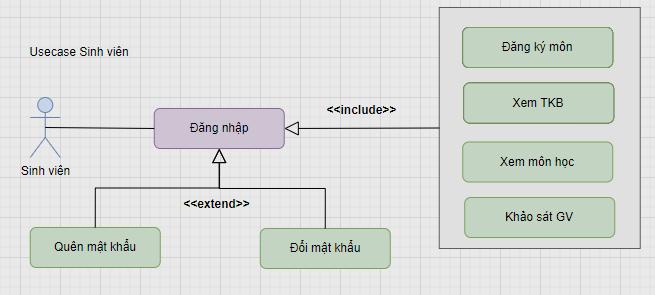 Usecase Sinh viên
Đăng ký môn
Xem TKB
<<include>>
Đăng nhập
Xem môn học
Sinh viên
<<extend>>
Khảo sát GV
Quên mật khẩu
Đổi mật khẩu